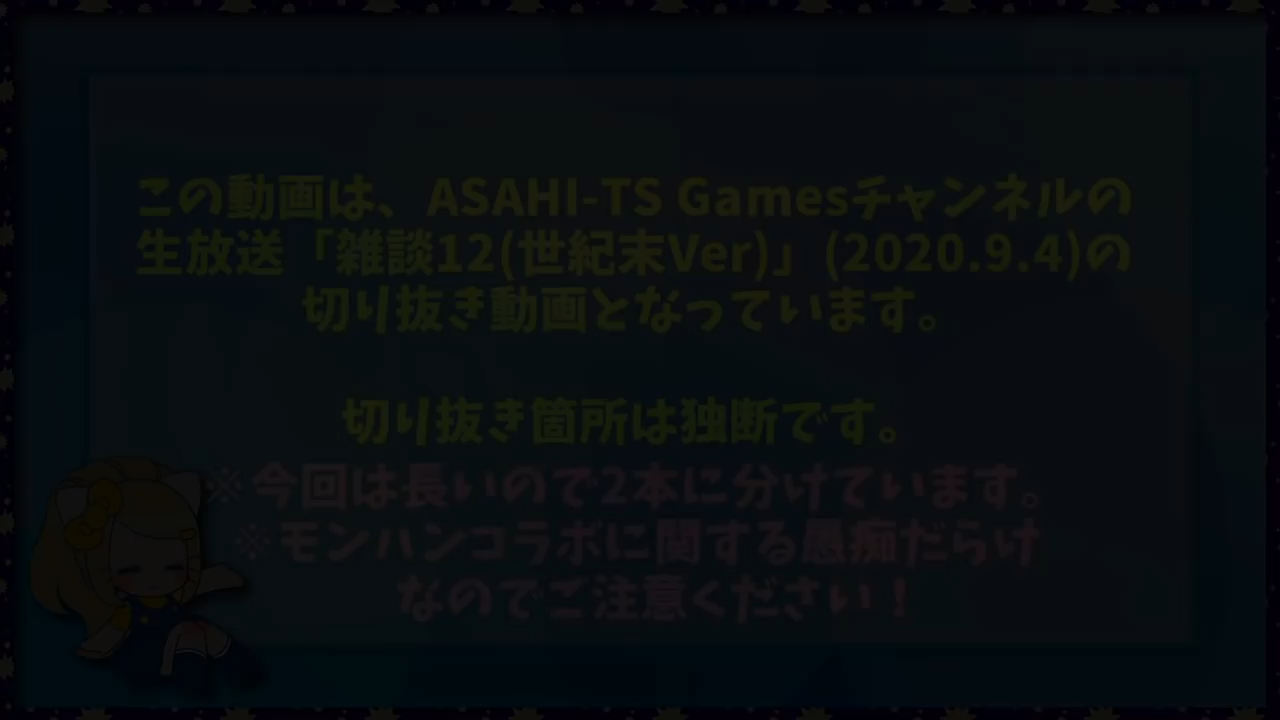 この動画は、ASAHI-TS Gamesチャンネルの
生放送「雑談12(世紀末Ver)」(2020.9.4)の
切り抜き動画となっています。
切り抜き箇所は独断です。
※今回は長いので2本に分けています。
※モンハンコラボに関する愚痴だらけ
なのでご注意ください！